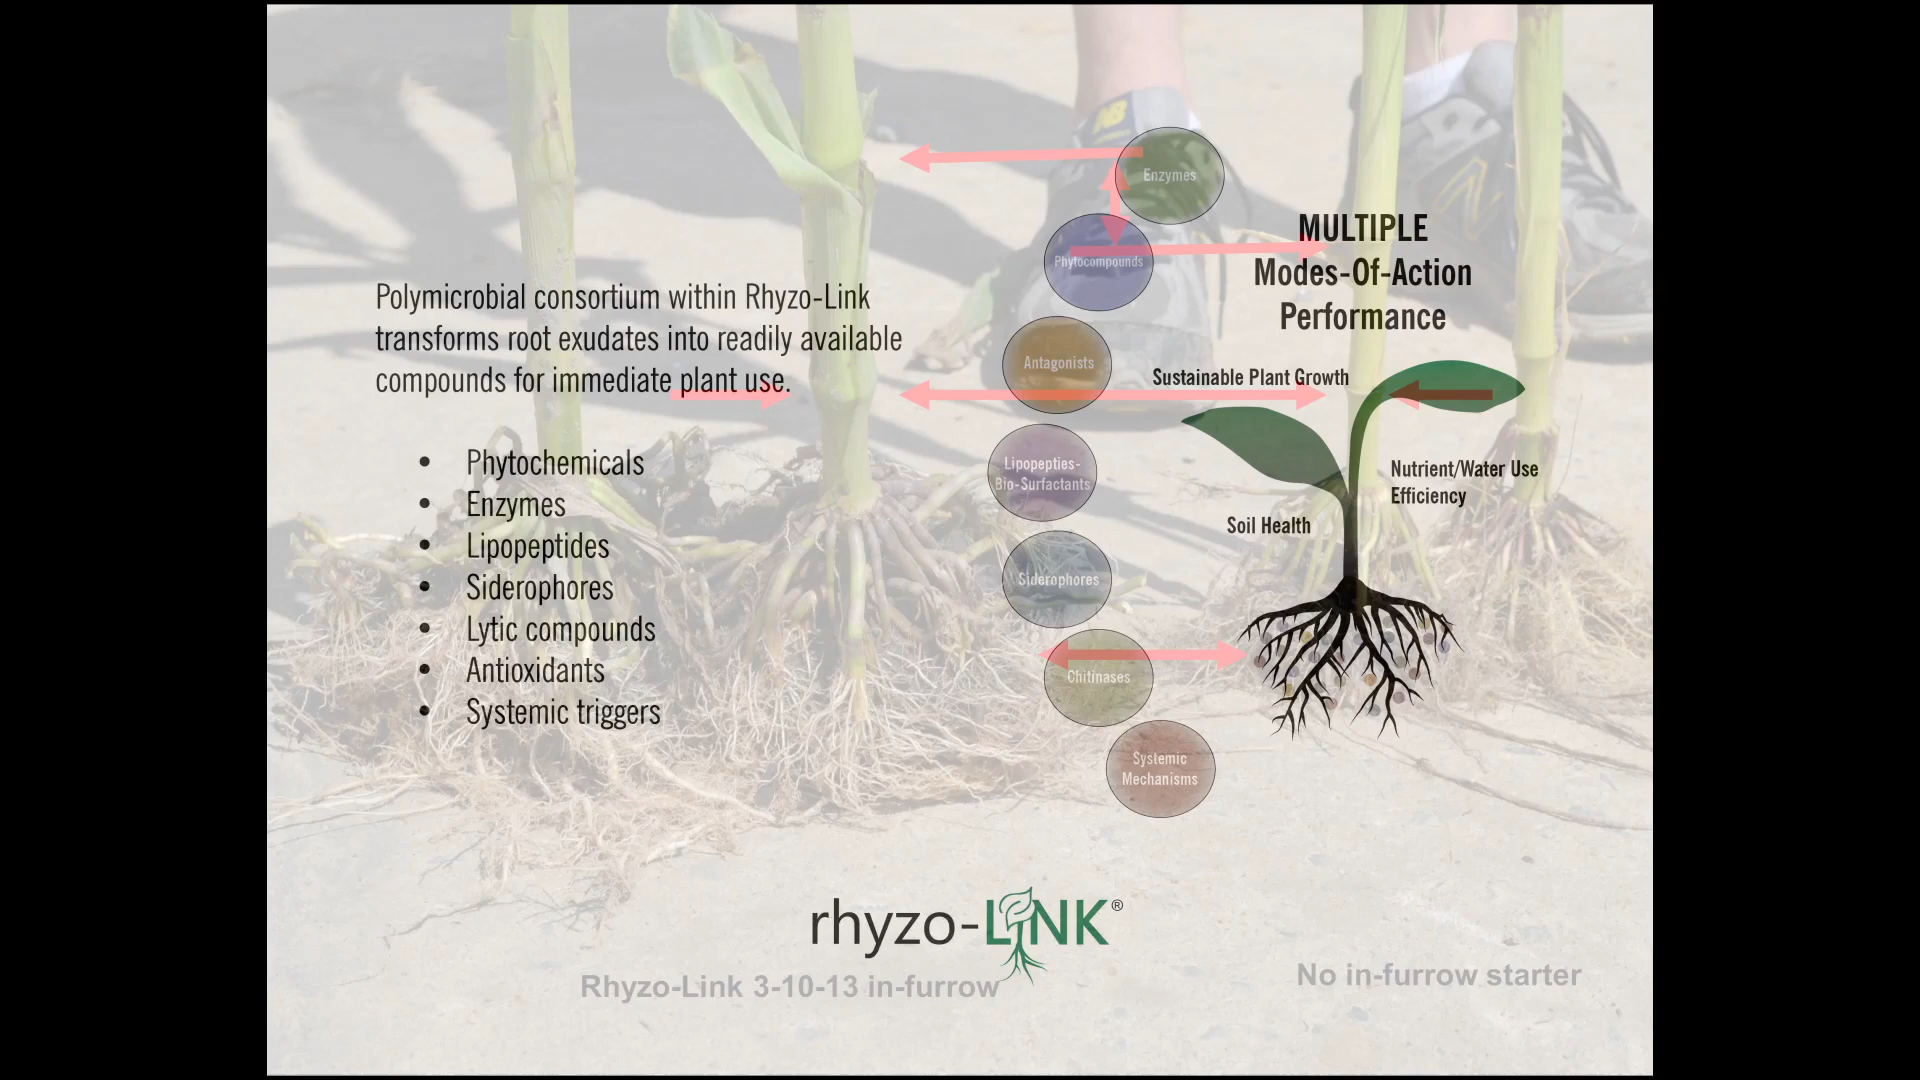 Polymicrobial consortium within Rhyzo-Link
transforms root exudates into readily available
compounds for immediate plant use.
• Phytochemicals
• Enzymes
• Lipopeptides
• Siderophores
• Lytic compounds
• Antioxidants
• Systemic triggers
Enzymes
Phytocompounds
Antagonists
Lipopepties-
Bio-Surfactants
Siderophores
Chitinases
Systemic
Mechanisms
MULTIPLE
Modes-Of-Action
Performance
Sustainable Plant Growth
Nutrient/Water Use
Efficiency
Soil Health
rhyzo-LINK®
Rhyzo-Link 3-10-13 in-furrow
No in-furrow starter